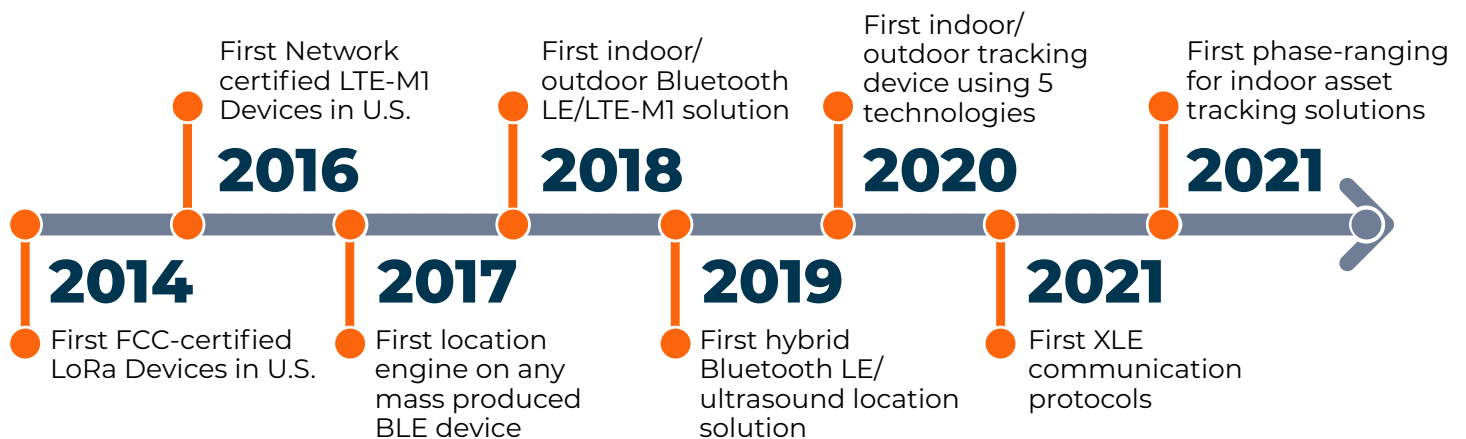 2014
First FCC-certified
LoRa Devices in U.S.
First Network
certified LTE-M1
Devices in U.S.
2016
2017
First location
engine on any
mass produced
BLE device
First indoor/
outdoor Bluetooth
LE/LTE-M1 solution
2018
2019
First hybrid
Bluetooth LE/
ultrasound location
solution
First indoor/
outdoor tracking
device using 5
technologies
2020
2021
First XLE
communication
protocols
First phase-ranging
for indoor asset
tracking solutions
2021